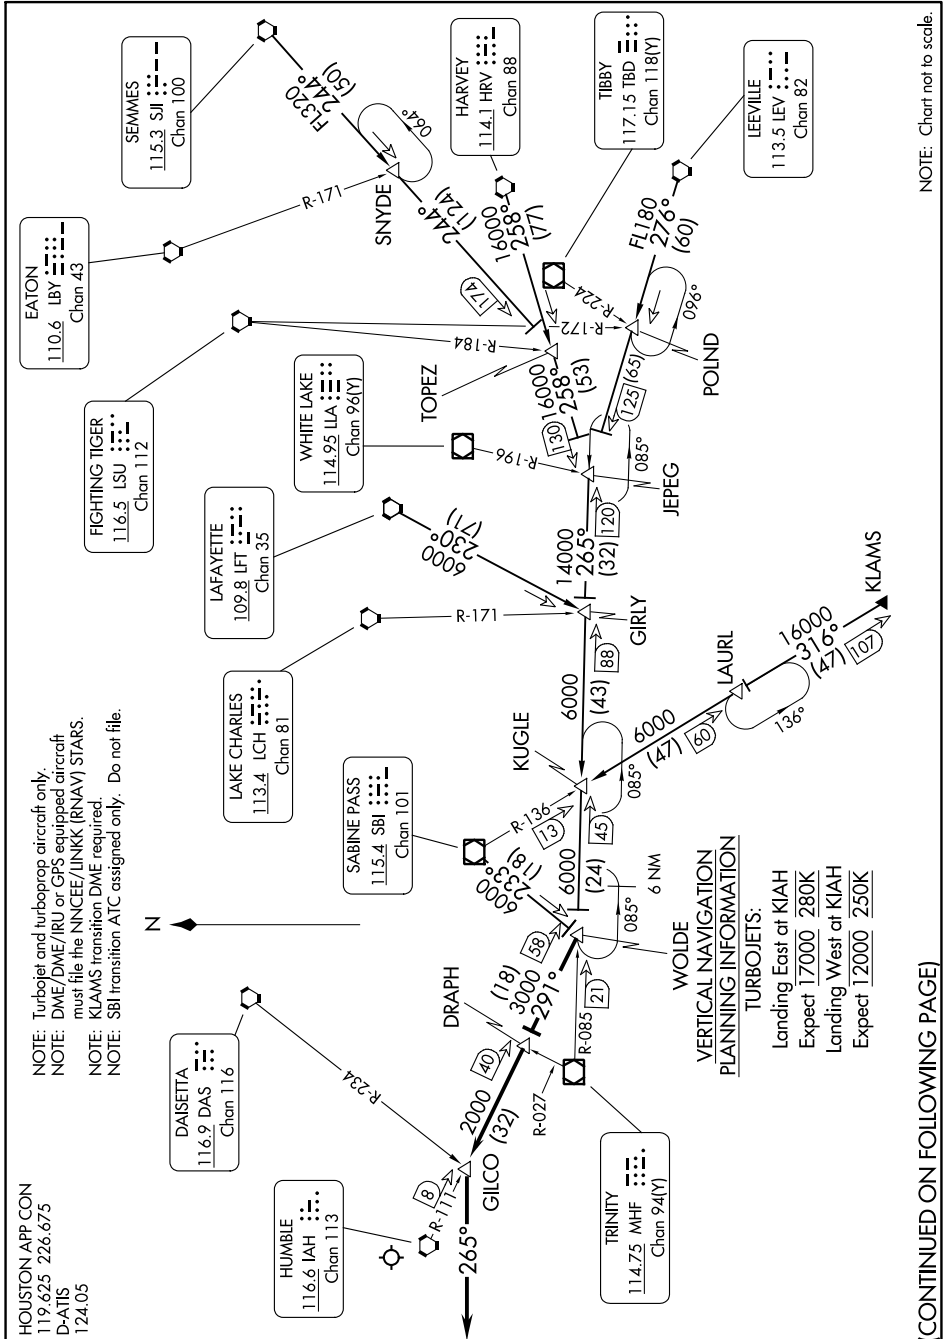 HOUSTON APP CON
119.625 226.675
D-ATIS
124.05
NOTE: Turbojet and turboprop aircraft only.
NOTE: DME/DME/IRU or GPS equipped aircraft
must file the NNCEE/LINKK (RNAV) STARS.
NOTE: KLAMS transition DME required.
NOTE: SBI transition ATC assigned only. Do not file.
N
EATON
110.6 LBY
Chan 43
SEMMES
115.3 SJI
Chan 100
FIGHTING TIGER
116.5 LSU
Chan 112
LAFAYETTE
109.8 LFT
Chan 35
WHITE LAKE
114.95 LLA
Chan 96(Y)
HARVEY
114.1 HRV
Chan 88
TIBBY
117.15 TBD
Chan 118(Y)
LEEVILLE
113.5 LEV
Chan 82
LAKE CHARLES
113.4 LCH
Chan 81
SABINE PASS
115.4 SBI
Chan 101
DAISETTA
116.9 DAS
Chan 116
HUMBLE
116.6 IAH
Chan 113
TRINITY
114.75 MHF
Chan 94(Y)
FL320
244°
(50)
R-171
SNYDE
064°
244°
(124)
174
16000
258°
(77)
R-184
R-172
R-224
TOPEZ
16000
258°
(53)
130
FL180
276°
(60)
096°
POLND
(65)
125
R-196
085°
JEPEG
120
14000
265°
(32)
6000
230°
(71)
R-171
GIRLY
88
6000
(43)
KUGLE
R-136
13
45
085°
KLAMS
16000
316°
(47)
107
LAURL
136°
6000
(47)
60
6000
233°
(18)
6000
(24)
6 NM
085°
58
WOLDE
21
R-085
(18)
3000
291°
DRAPH
40
R-027
2000
(32)
R-234
GILCO
8
R-111
265°
VERTICAL NAVIGATION
PLANNING INFORMATION
TURBOJETS:
Landing East at KIAH
Expect 17000 280K
Landing West at KIAH
Expect 12000 250K
NOTE: Chart not to scale.
(CONTINUED ON FOLLOWING PAGE)